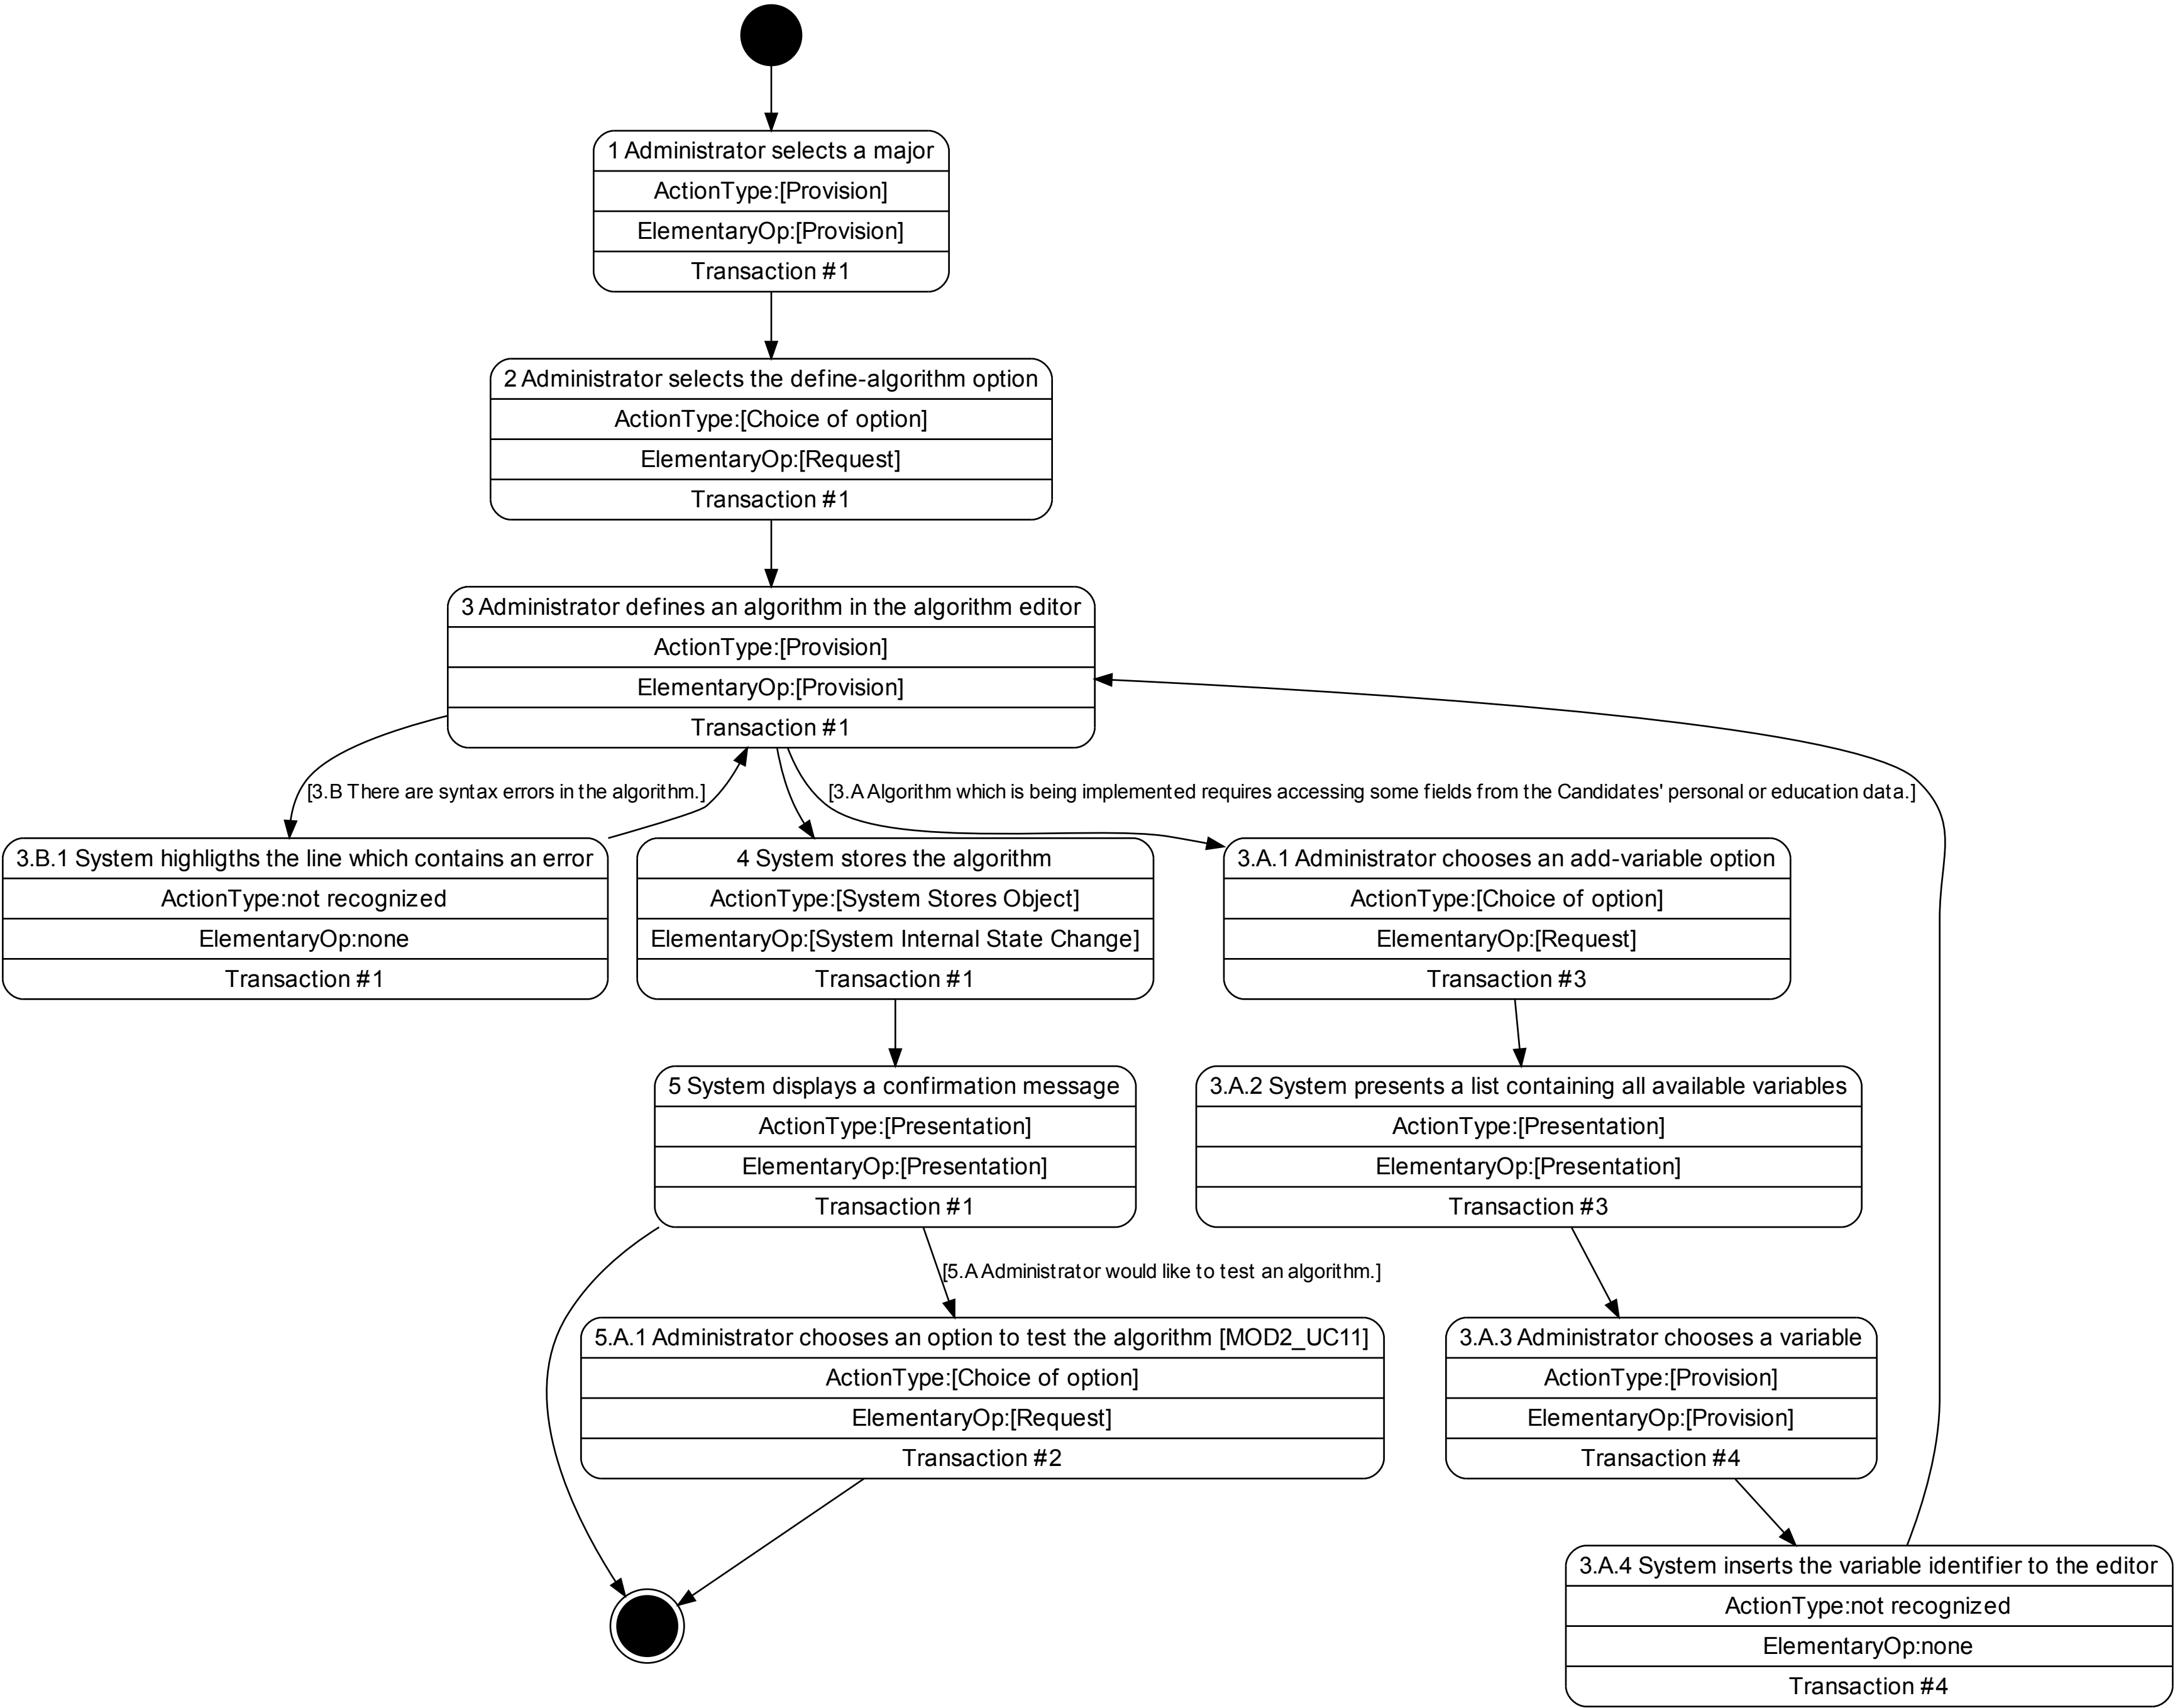 1 Administrator selects a major
ActionType:[Provision]
ElementaryOp:[Provision]
Transaction #1
2 Administrator selects the define-algorithm option
ActionType:[Choice of option]
ElementaryOp:[Request]
Transaction #1
3 Administrator defines an algorithm in the algorithm editor
ActionType:[Provision]
ElementaryOp:[Provision]
Transaction #1
[3.B There are syntax errors in the algorithm.]
[3.A Algorithm which is being implemented requires accessing some fields from the Candidates' personal or education data.]
3.B.1 System highligths the line which contains an error
ActionType:not recognized
ElementaryOp:none
Transaction #1
4 System stores the algorithm
ActionType:[System Stores Object]
ElementaryOp:[System Internal State Change]
Transaction #1
3.A.1 Administrator chooses an add-variable option
ActionType:[Choice of option]
ElementaryOp:[Request]
Transaction #3
5 System displays a confirmation message
ActionType:[Presentation]
ElementaryOp:[Presentation]
Transaction #1
3.A.2 System presents a list containing all available variables
ActionType:[Presentation]
ElementaryOp:[Presentation]
Transaction #3
[5.A Administrator would like to test an algorithm.]
5.A.1 Administrator chooses an option to test the algorithm [MOD2_UC11]
ActionType:[Choice of option]
ElementaryOp:[Request]
Transaction #2
3.A.3 Administrator chooses a variable
ActionType:[Provision]
ElementaryOp:[Provision]
Transaction #4
3.A.4 System inserts the variable identifier to the editor
ActionType:not recognized
ElementaryOp:none
Transaction #4